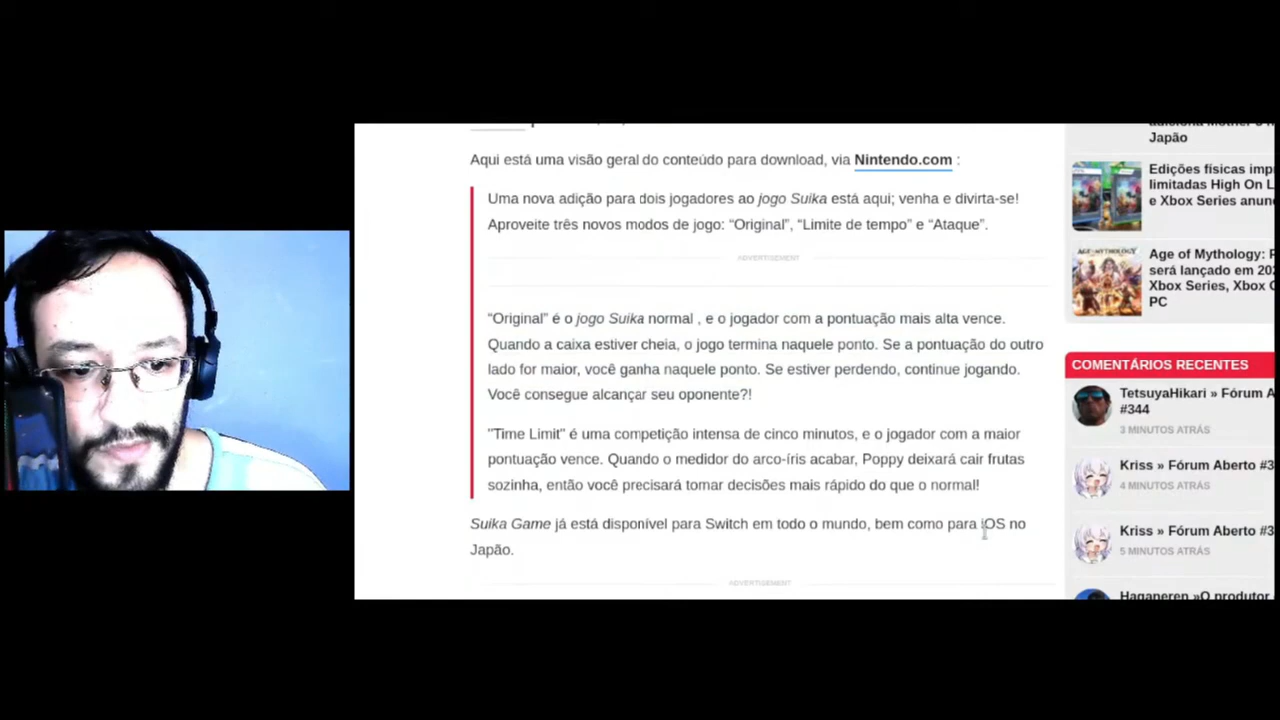 Aqui está uma visão geral do conteúdo para download, via Nintendo.com :
Uma nova adição para dois jogadores ao jogo Suika está aqui; venha e divirta-se!
Aproveite três novos modos de jogo: “Original”, “Limite de tempo” e “Ataque”.
ADVERTISEMENT
"Original" é o jogo Suika normal , e o jogador com a pontuação mais alta vence.
Quando a caixa estiver cheia, o jogo termina naquele ponto. Se a pontuação do outro
lado for maior, você ganha naquele ponto. Se estiver perdendo, continue jogando.
Você consegue alcançar seu oponente?!
"Time Limit" é uma competição intensa de cinco minutos, e o jogador com a maior
pontuação vence. Quando o medidor do arco-íris acabar, Poppy deixará cair frutas
sozinha, então você precisará tomar decisões mais rápido do que o normal!
Suika Game já está disponível para Switch em todo o mundo, bem como para iOS no
Japão.
ADVERTISEMENT
Japão
Edições físicas imp
limitadas High On L
e Xbox Series anun
AGE OF MYTHOLOGY
Age of Mythology:
será lançado em 202
Xbox Series, Xbox
PC
COMENTÁRIOS RECENTES
TetsuyaHikari » Fórum A
#344
3 MINUTOS ATRÁS
Kriss » Fórum Aberto #3
4 MINUTOS ATRÁS
Kriss » Fórum Aberto #3
5 MINUTOS ATRÁS
Haganeren »O produtor